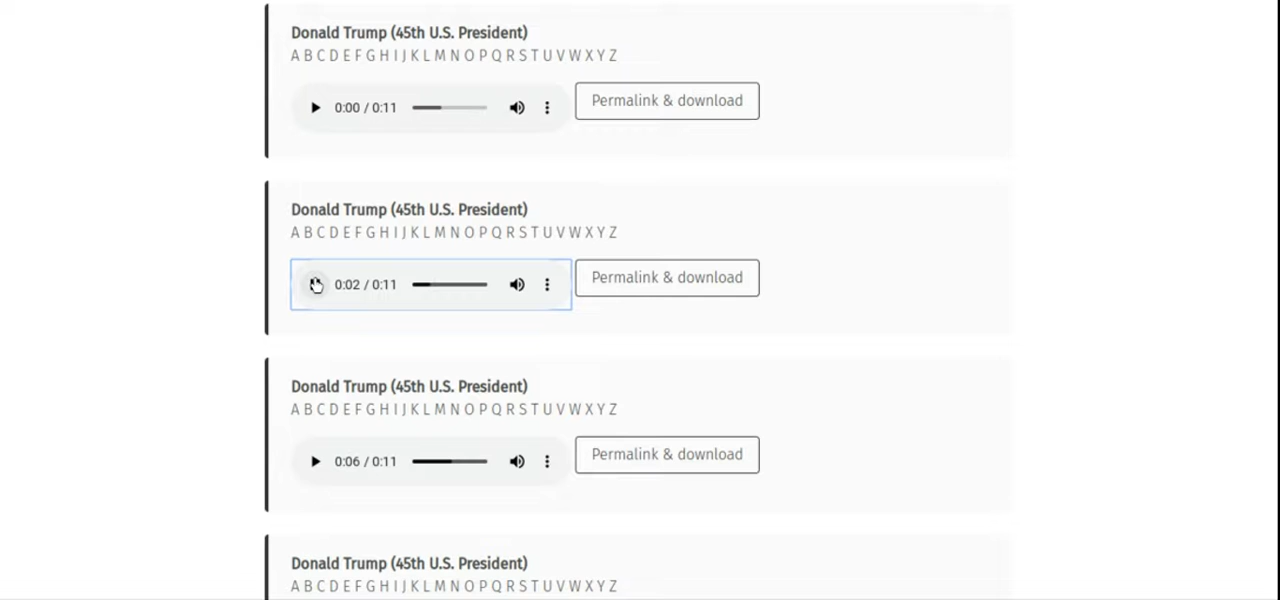 Donald Trump (45th U.S. President)
A B C D E F G H I J K L M N O P Q R S T U V W X Y Z
0:00 / 0:11
Permalink & download
Donald Trump (45th U.S. President)
A B C D E F G H I J K L M N O P Q R S T U V W X Y Z
0:02 / 0:11
Permalink & download
Donald Trump (45th U.S. President)
A B C D E F G H I J K L M N O P Q R S T U V W X Y Z
0:06 / 0:11
Permalink & download
Donald Trump (45th U.S. President)
A B C D E F G H I J K L M N O P Q R S T U V W X Y Z